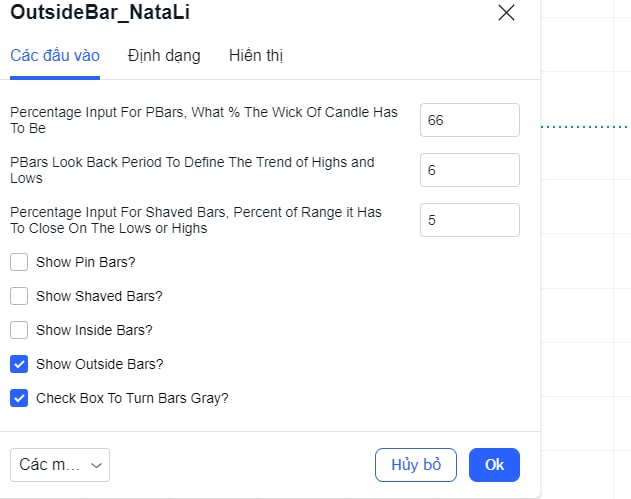 OutsideBar_NataLi
Các đầu vào Định dạng Hiển thị
Percentage Input For PBars, What % The Wick Of Candle Has
To Be
66
PBars Look Back Period To Define The Trend of Highs and
Lows
6
Percentage Input For Shaved Bars, Percent of Range it Has
To Close On The Lows or Highs
5
Show Pin Bars?
Show Shaved Bars?
Show Inside Bars?
Show Outside Bars?
Check Box To Turn Bars Gray?
Các m... Hủy bỏ Ok